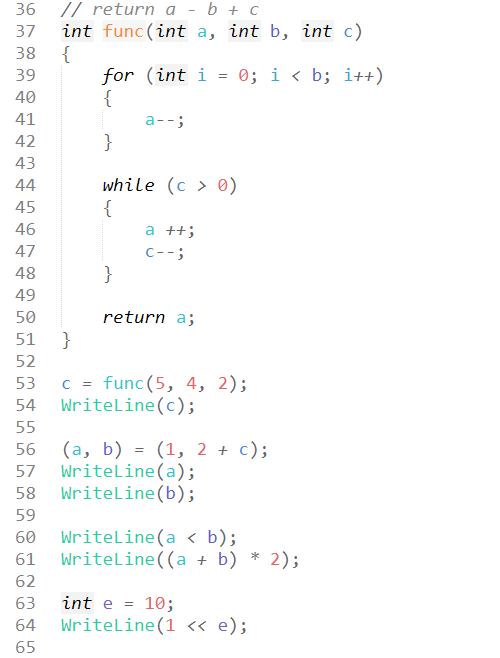 36 // return a - b + c
37 int func(int a, int b, int c)
38 {
39     for (int i = 0; i < b; i++)
40     {
41         a--;
42     }
43
44     while (c > 0)
45     {
46         a ++;
47         c--;
48     }
49
50     return a;
51 }
52
53 c = func(5, 4, 2);
54 WriteLine(c);
55
56 (a, b) = (1, 2 + c);
57 WriteLine(a);
58 WriteLine(b);
59
60 WriteLine(a < b);
61 WriteLine((a + b) * 2);
62
63 int e = 10;
64 WriteLine(1 << e);
65